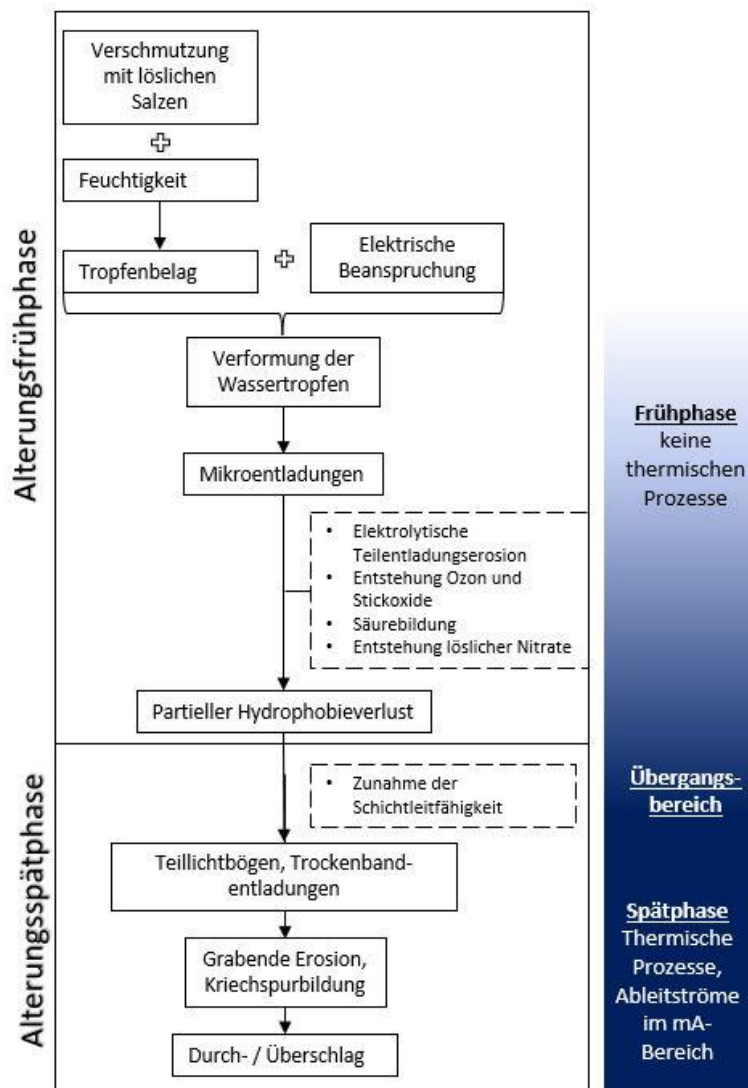 Alterungsfrühphase
Verschmutzung
mit löslichen
Salzen
Feuchtigkeit
Tropfenbelag
Elektrische
Beanspruchung
Verformung der
Wassertropfen
Mikroentladungen
• Elektrolytische
Teilentladungserosion
• Entstehung Ozon und
Stickoxide
• Säurebildung
• Entstehung löslicher Nitrate
Partieller Hydrophobieverlust
Alterungsspätphase
• Zunahme der
Schichtleitfähigkeit
Teillichtbögen, Trockenband-
entladungen
Grabende Erosion,
Kriechspurbildung
Durch- / Überschlag
Frühphase
keine
thermischen
Prozesse
Übergangs-
bereich
Spätphase
Thermische
Prozesse,
Ableitströme
im mA-
Bereich